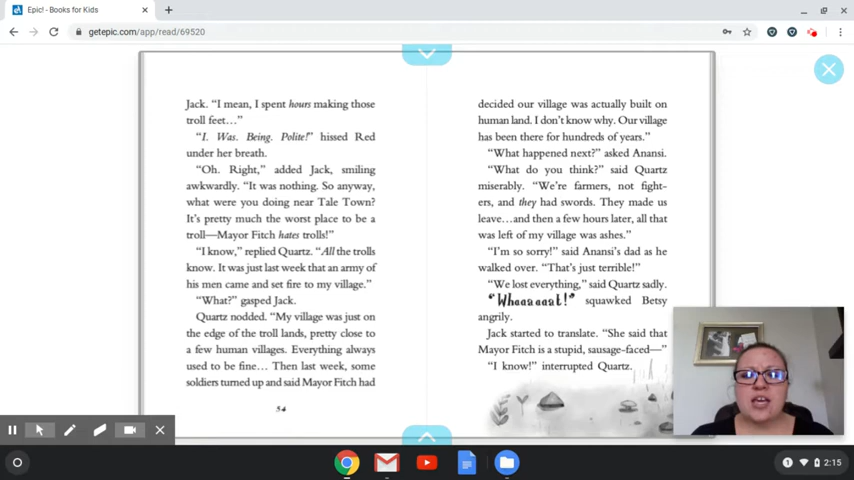 Epic! - Books for Kids
getepic.com/app/read/69520
Jack. “I mean, I spent hours making those
troll feet…”
“I. Was. Being. Polite!” hissed Red
under her breath.
“Oh. Right,” added Jack, smiling
awkwardly. “It was nothing. So anyway,
what were you doing near Tale Town?
It’s pretty much the worst place to be a
troll—Mayor Fitch hates trolls!”
“I know,” replied Quartz. “All the trolls
know. It was just last week that an army of
his men came and set fire to my village.”
“What?” gasped Jack.
Quartz nodded. “My village was just on
the edge of the troll lands, pretty close to
a few human villages. Everything always
used to be fine… Then last week, some
soldiers turned up and said Mayor Fitch had
54
decided our village was actually built on
human land. I don’t know why. Our village
has been there for hundreds of years.”
“What happened next?” asked Anansi.
“What do you think?” said Quartz
miserably. “We’re farmers, not fight-
ers, and they had swords. They made us
leave…and then a few hours later, all that
was left of my village was ashes.”
“I’m so sorry!” said Anansi’s dad as he
walked over. “That’s just terrible!”
“We lost everything,” said Quartz sadly.
“Whaaaaaat!” squawked Betsy
angrily.
Jack started to translate. “She said that
Mayor Fitch is a stupid, sausage-faced—”
“I know!” interrupted Quartz.
2:15